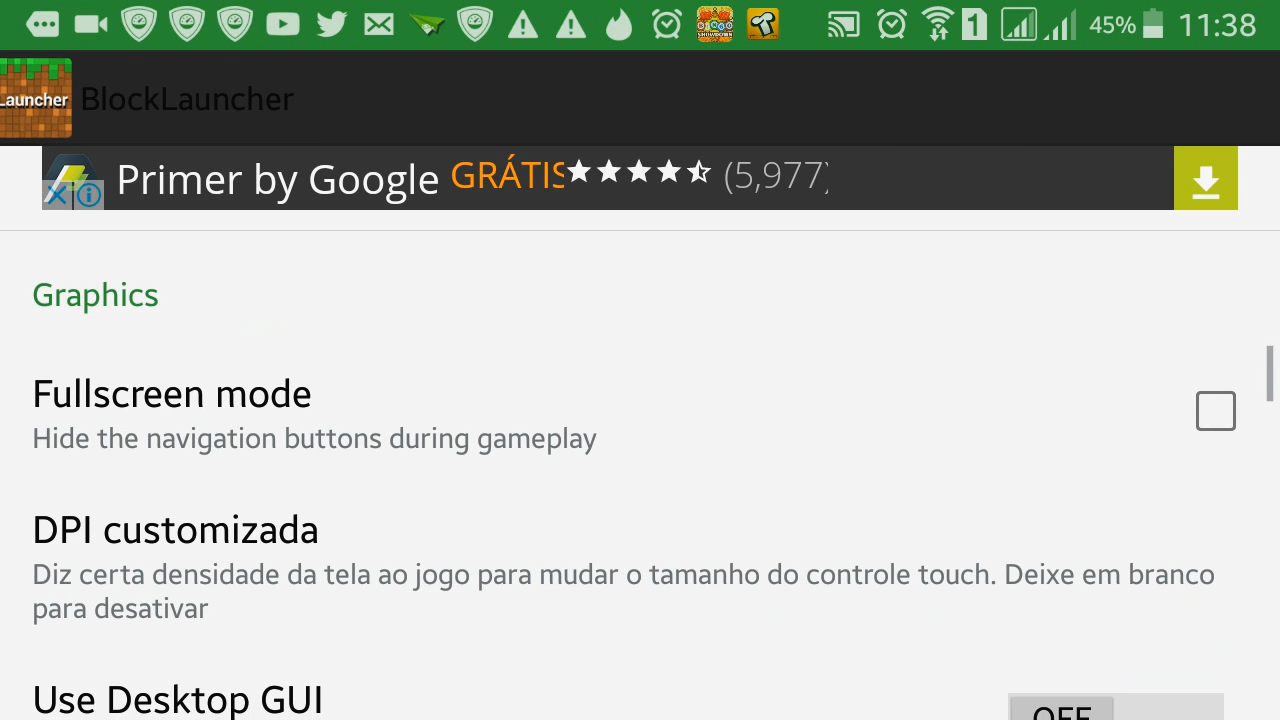 1 45% 11:38
Launcher BlockLauncher
Primer by Google GRÁTIS (5,977)
Graphics
Fullscreen mode
Hide the navigation buttons during gameplay
DPI customizada
Diz certa densidade da tela ao jogo para mudar o tamanho do controle touch. Deixe em branco
para desativar
Use Desktop GUI
OFF